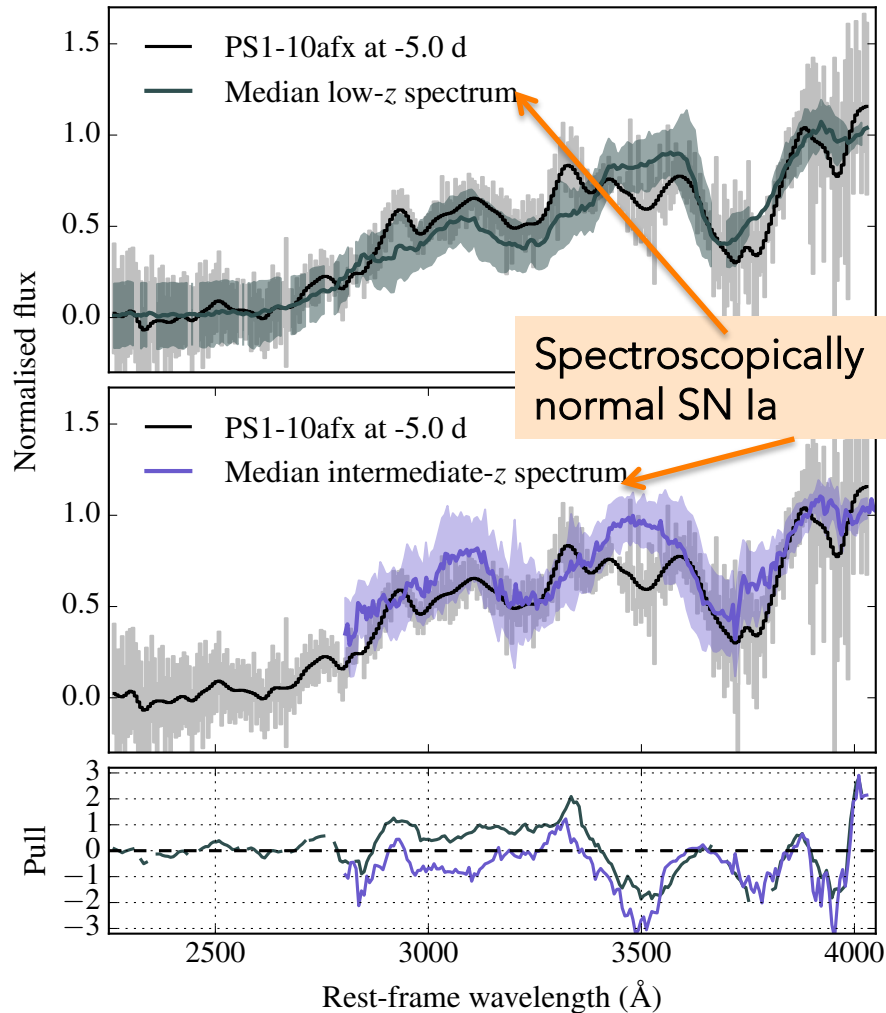 1.5
PS1-10afx at -5.0 d
Median low-z spectrum
1.0
0.5
0.0
Normalised flux
Spectroscopically
normal SN Ia
1.5
PS1-10afx at -5.0 d
Median intermediate-z spectrum
1.0
0.5
0.0
3
2
1
0
−1
−2
−3
Pull
2500 3000 3500 4000
Rest-frame wavelength (Å)